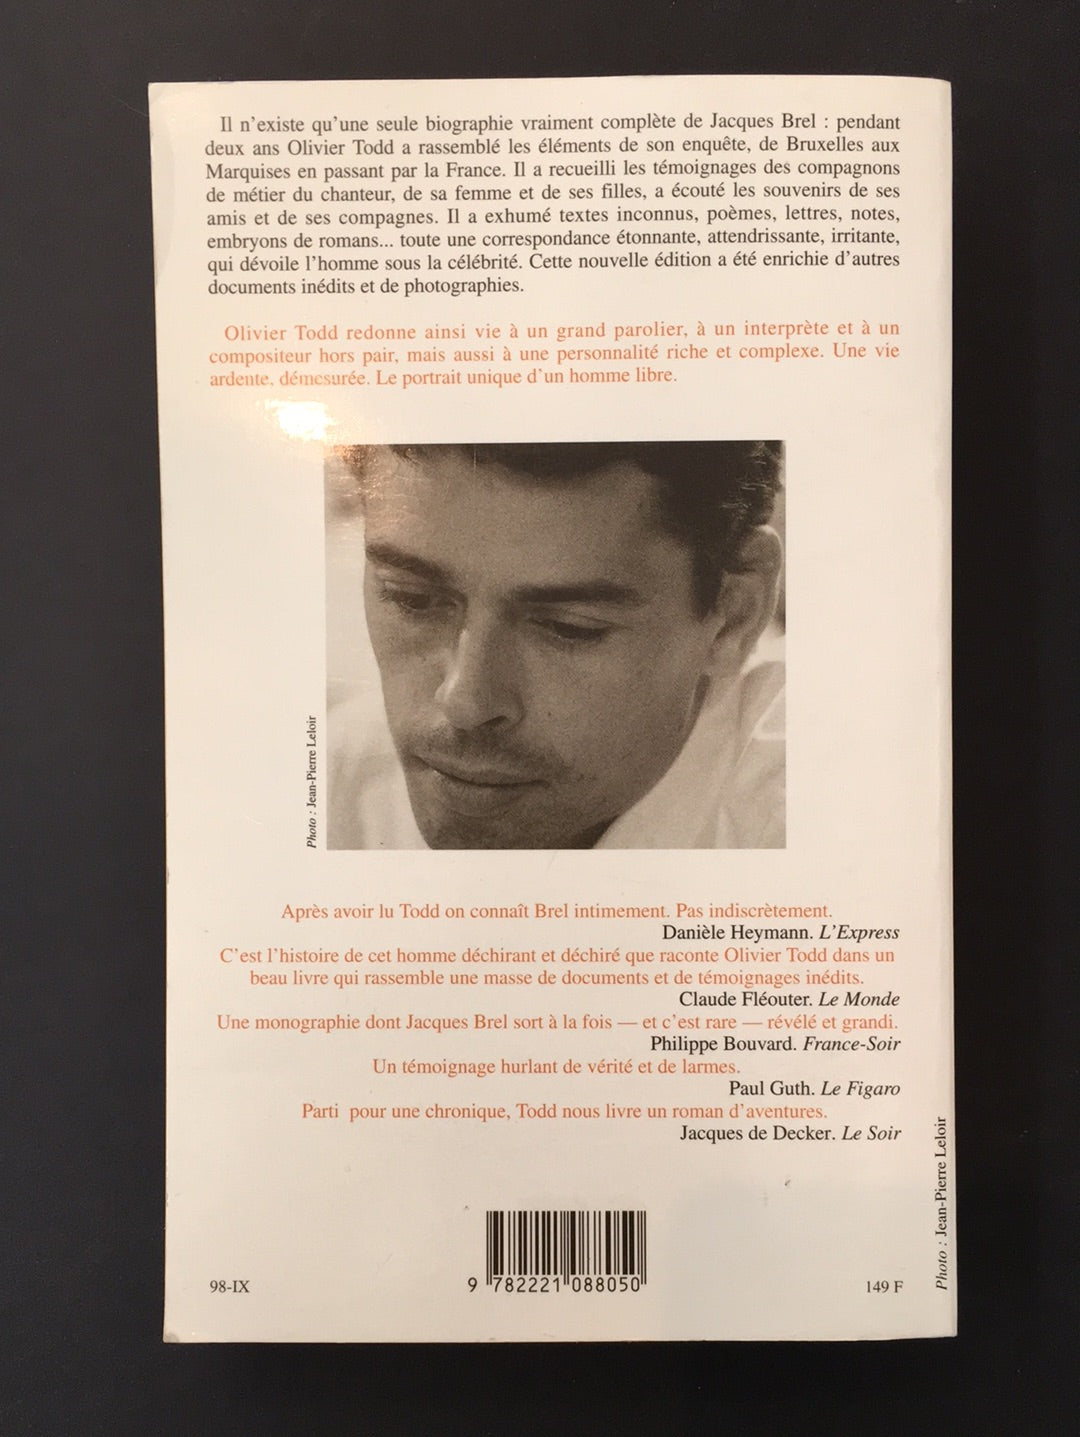 Il n'existe qu'une seule biographie vraiment complète de Jacques Brel : pendant
deux ans Olivier Todd a rassemblé les éléments de son enquête, de Bruxelles aux
Marquises en passant par la France. Il a recueilli les témoignages des compagnons
de métier du chanteur, de sa femme et de ses filles, a écouté les souvenirs de ses
amis et de ses compagnes. Il a exhumé textes inconnus, poèmes, lettres, notes,
embryons de romans... toute une correspondance étonnante, attendrissante, irritante,
qui dévoile l'homme sous la célébrité. Cette nouvelle édition a été enrichie d'autres
documents inédits et de photographies.
Olivier Todd redonne ainsi vie à un grand parolier, à un interprète et à un
compositeur hors pair, mais aussi à une personnalité riche et complexe. Une vie
ardente, démesurée. Le portrait unique d'un homme libre.
Photo : Jean-Pierre Leloir
Après avoir lu Todd on connaît Brel intimement. Pas indiscrètement.
Danièle Heymann. L'Express
C'est l'histoire de cet homme déchirant et déchiré que raconte Olivier Todd dans un
beau livre qui rassemble une masse de documents et de témoignages inédits.
Claude Fléouter. Le Monde
Une monographie dont Jacques Brel sort à la fois — et c'est rare — révélé et grandi.
Philippe Bouvard. France-Soir
Un témoignage hurlant de vérité et de larmes.
Paul Guth. Le Figaro
Parti pour une chronique, Todd nous livre un roman d'aventures.
Jacques de Decker. Le Soir
Photo : Jean-Pierre Leloir
98-IX
9 782221 088050
149 F